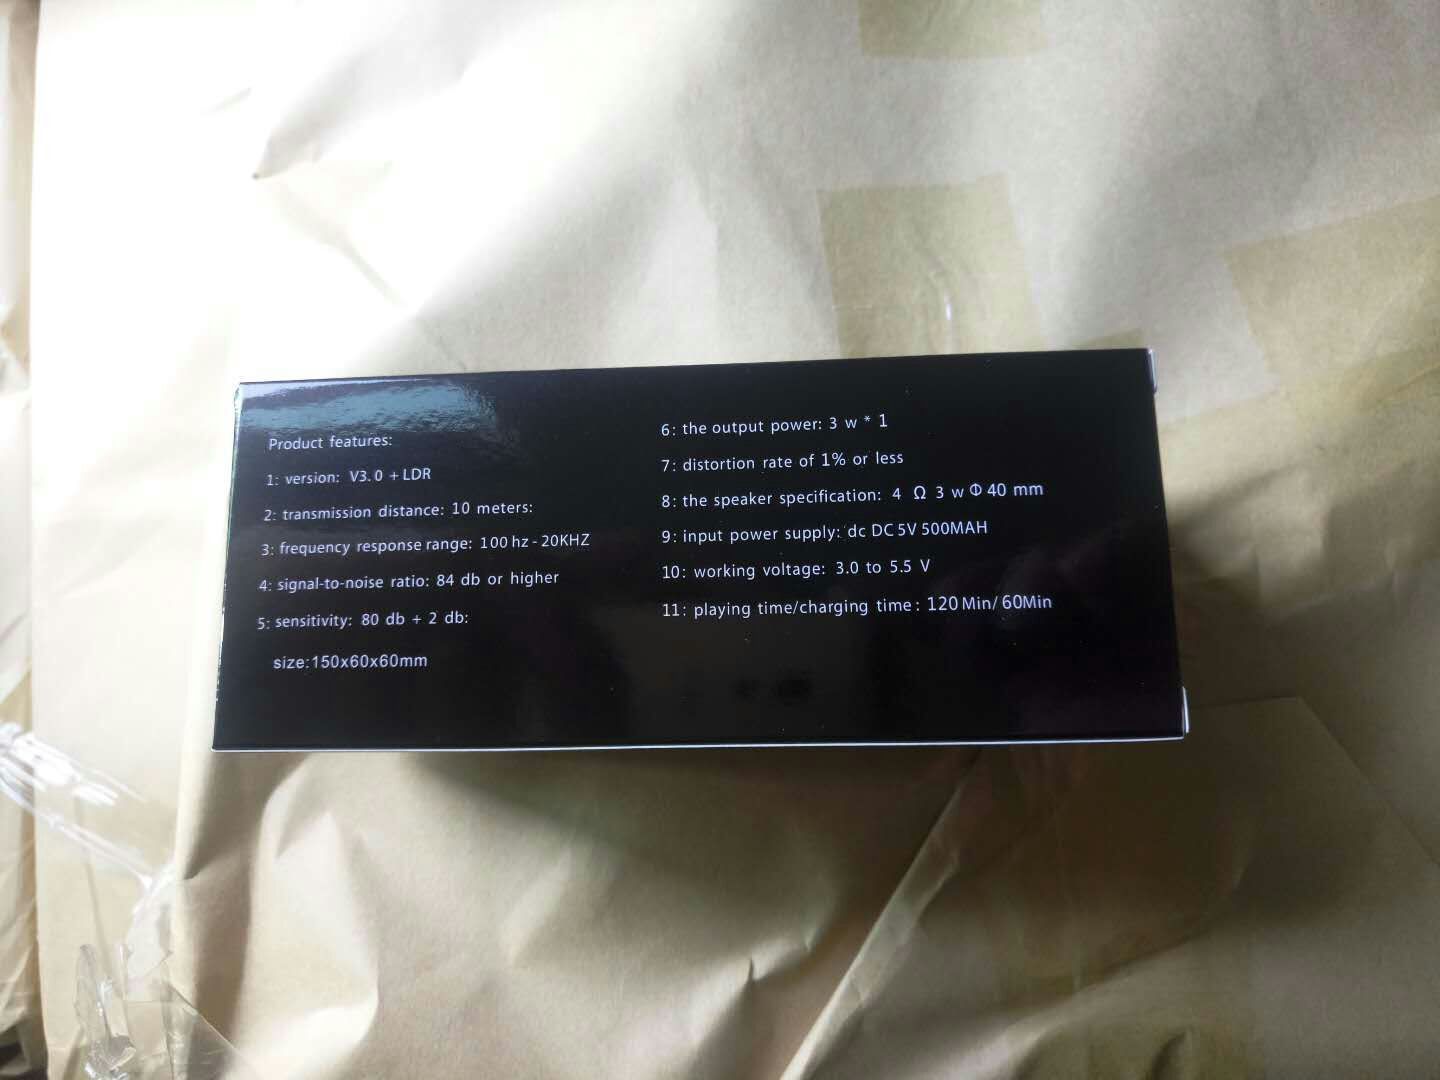 Product features:
1: version: V3.0 + LDR
2: transmission distance: 10 meters:
3: frequency response range: 100 hz - 20KHZ
4: signal-to-noise ratio: 84 db or higher
5: sensitivity: 80 db + 2 db:
size:150x60x60mm
6: the output power: 3 w * 1
7: distortion rate of 1% or less
8: the speaker specification: 4 Ω 3 w Φ 40 mm
9: input power supply: dc DC 5V 500MAH
10: working voltage: 3.0 to 5.5 V
11: playing time/charging time: 120 Min/ 60Min